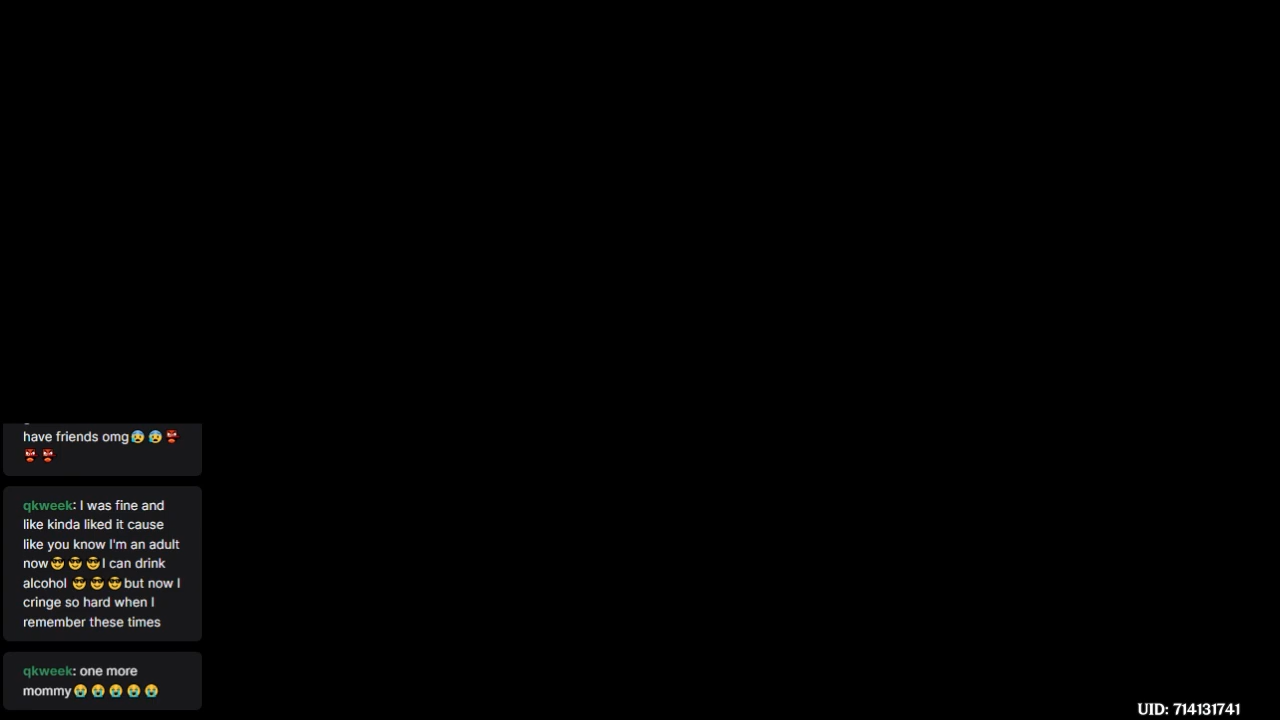 have friends omg😰😰👺
👺👺
qkweek: I was fine and
like kinda liked it cause
like you know I'm an adult
now😎😎😎I can drink
alcohol 😎😎😎but now I
cringe so hard when I
remember these times
qkweek: one more
mommy😭😭😭😭😭
UID: 714131741